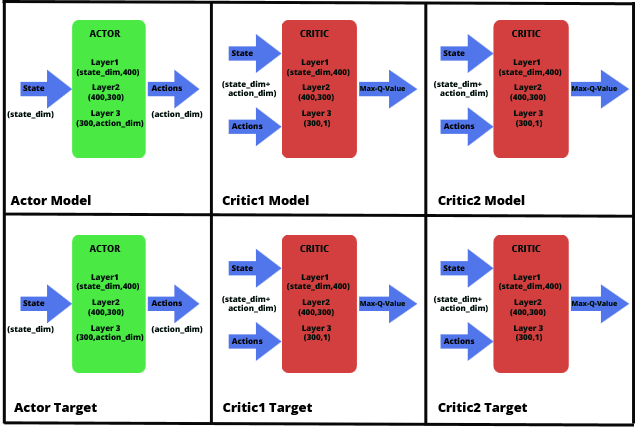 ACTOR
Layer1
(state_dim,400)
Layer2
(400,300)
Layer 3
(300,action_dim)
State
(state_dim)
Actions
(action_dim)
Actor Model
CRITIC
Layer1
(state_dim,400)
Layer2
(400,300)
Layer 3
(300,1)
State
(state_dim+
action_dim)
Actions
Max-Q-Value
Critic1 Model
CRITIC
Layer1
(state_dim,400)
Layer2
(400,300)
Layer 3
(300,1)
State
(state_dim+
action_dim)
Actions
Max-Q-Value
Critic2 Model
ACTOR
Layer1
(state_dim,400)
Layer2
(400,300)
Layer 3
(300,action_dim)
State
(state_dim)
Actions
(action_dim)
Actor Target
CRITIC
Layer1
(state_dim,400)
Layer2
(400,300)
Layer 3
(300,1)
State
(state_dim+
action_dim)
Actions
Max-Q-Value
Critic1 Target
CRITIC
Layer1
(state_dim,400)
Layer2
(400,300)
Layer 3
(300,1)
State
(state_dim+
action_dim)
Actions
Max-Q-Value
Critic2 Target